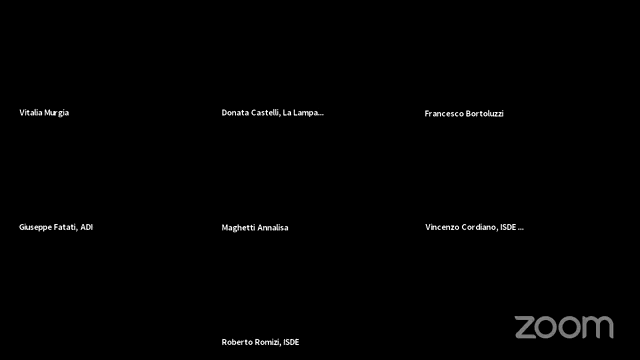 Vitalia Murgia
Donata Castelli, La Lampa...
Francesco Bortoluzzi
Giuseppe Fatati, ADI
Maghetti Annalisa
Vincenzo Cordiano, ISDE ...
Roberto Romizi, ISDE
zoom